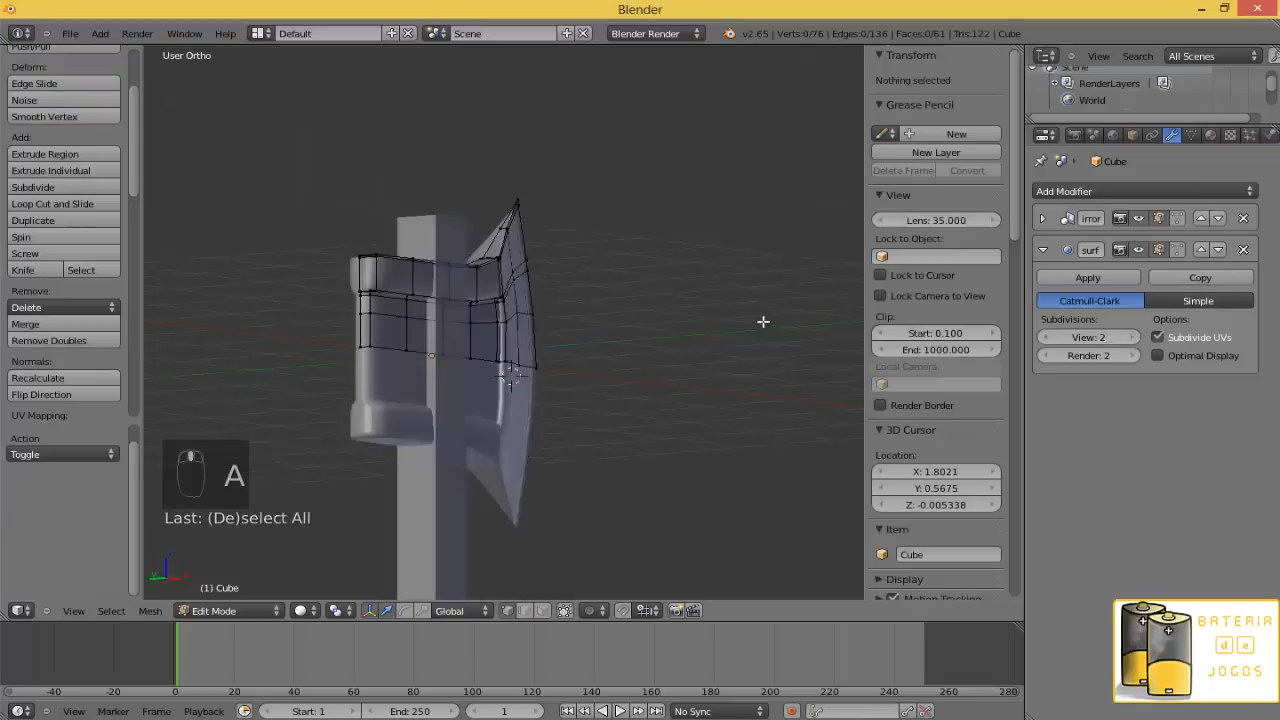 Blender
File
Add
Render
Window
Help
Default
Scene
Blender Render
v2.65 | Verts:0/76 | Edges:0/136 | Faces:0/61 | Tris:122 | Cube
Push/Pull
Deform:
Edge Slide
Noise
Smooth Vertex
Add:
Extrude Region
Extrude Individual
Subdivide
Loop Cut and Slide
Duplicate
Spin
Screw
Knife
Select
Remove:
Delete
Merge
Remove Doubles
Normals:
Recalculate
Flip Direction
UV Mapping:
Action
Toggle
User Ortho
A
Last: (De)select All
(1) Cube
View
Select
Mesh
Edit Mode
Global
Transform
Nothing selected
Grease Pencil
New
New Layer
Delete Frame
Convert
View
Lens: 35.000
Lock to Object:
Lock to Cursor
Lock Camera to View
Clip:
Start: 0.100
End: 1000.000
Local Camera:
Render Border
3D Cursor
Location:
X: 1.8021
Y: 0.5675
Z: -0.005338
Item
Cube
Display
Motion Tracking
View
Search
All Scenes
Scene
RenderLayers
World
Cube
Add Modifier
irror
surf
Apply
Copy
Catmull-Clark
Simple
Subdivisions:
Options:
View: 2
Subdivide UVs
Render: 2
Optimal Display
BATERIA
de
JOGOS
-40
-20
0
20
40
60
80
100
120
140
160
180
200
220
240
260
280
View
Marker
Frame
Playback
Start: 1
End: 250
1
No Sync